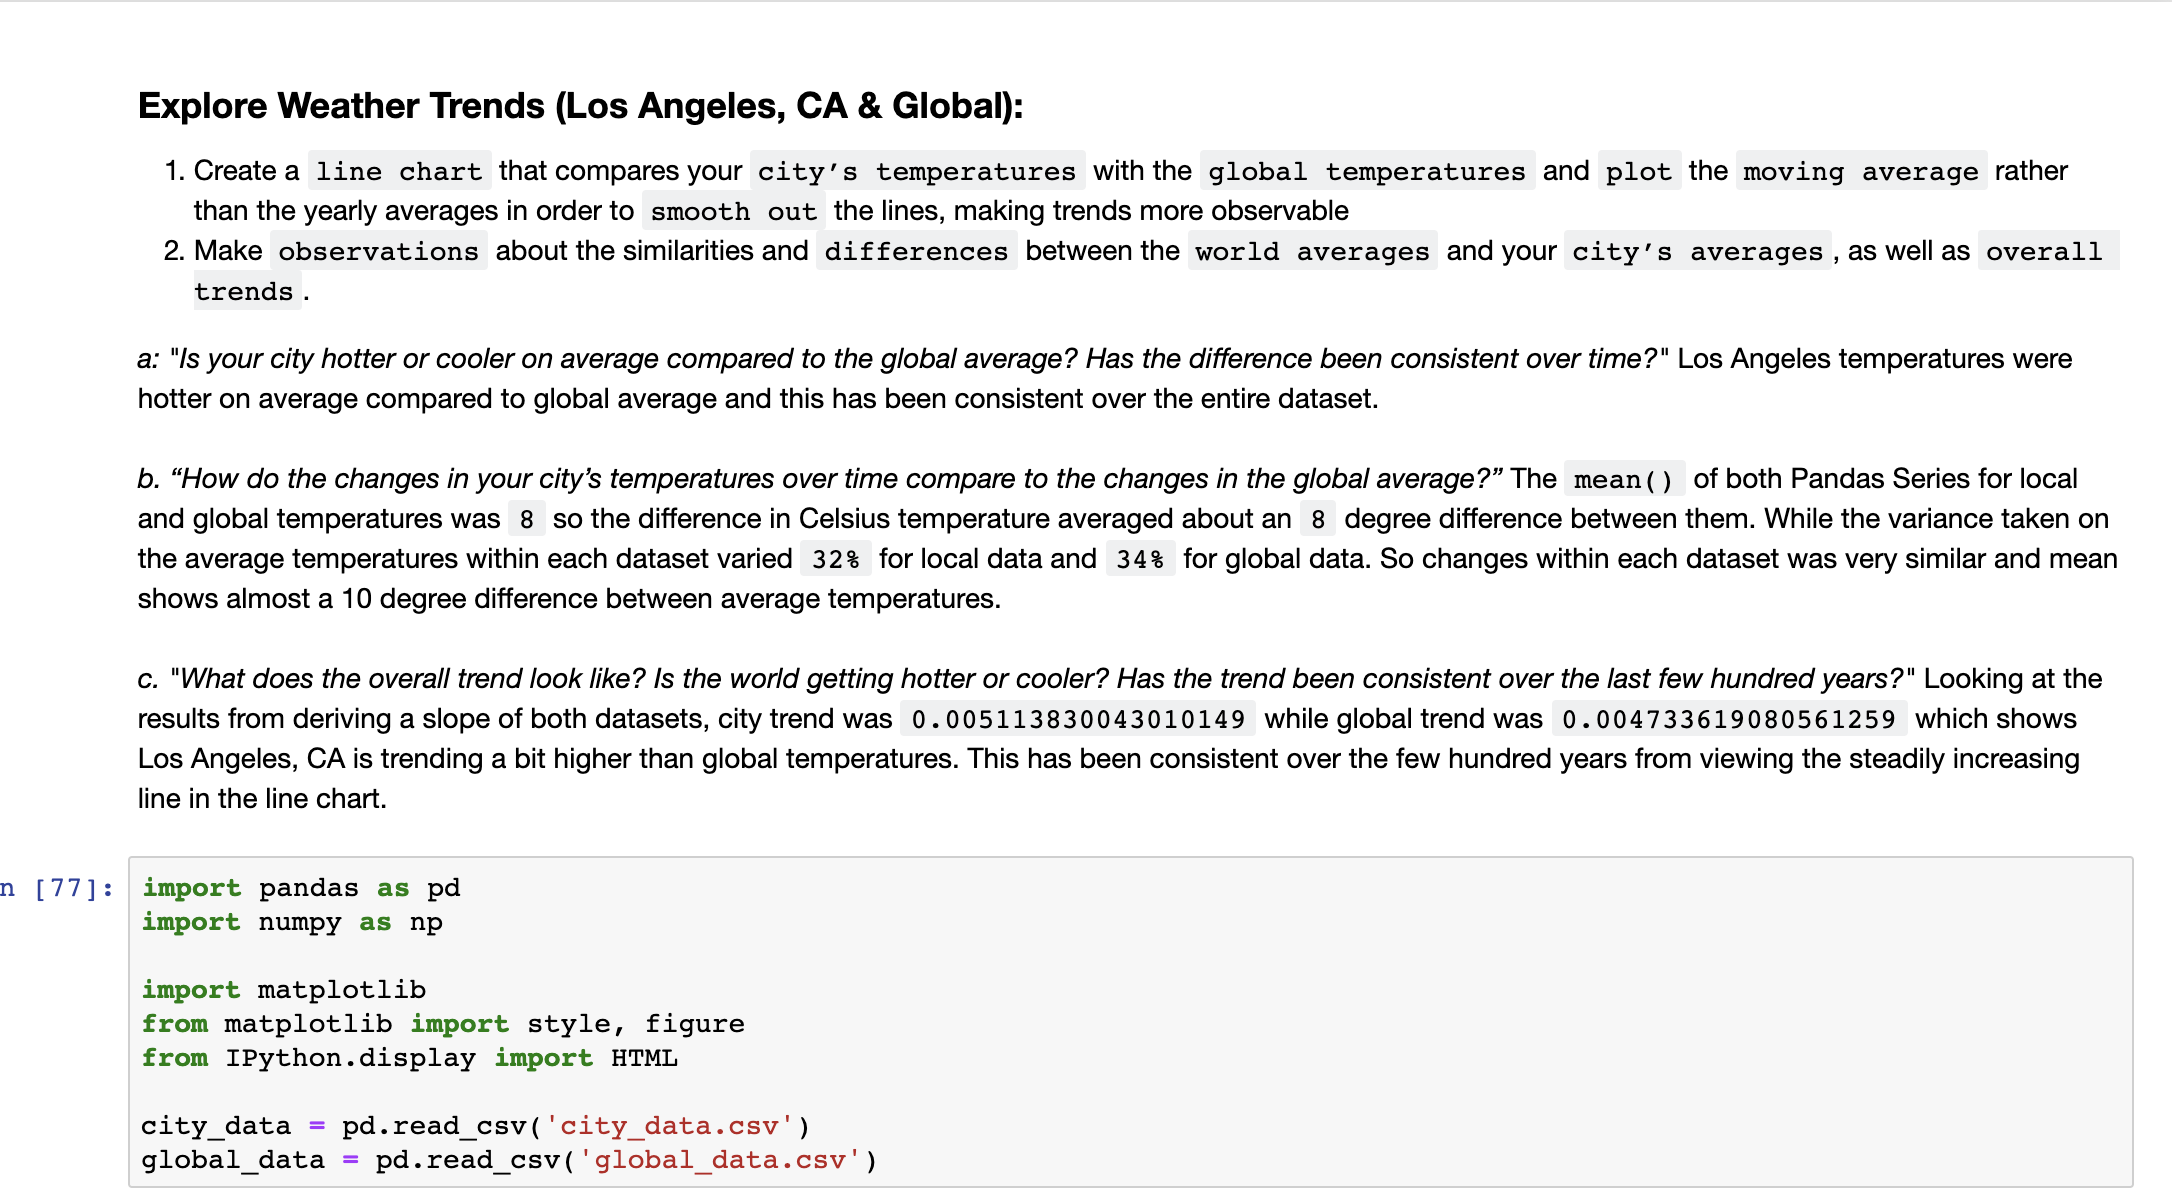 Explore Weather Trends (Los Angeles, CA & Global):
1. Create a line chart that compares your city’s temperatures with the global temperatures and plot the moving average rather
than the yearly averages in order to smooth out the lines, making trends more observable
2. Make observations about the similarities and differences between the world averages and your city’s averages , as well as overall
trends .
a: "Is your city hotter or cooler on average compared to the global average? Has the difference been consistent over time?" Los Angeles temperatures were
hotter on average compared to global average and this has been consistent over the entire dataset.
b. “How do the changes in your city’s temperatures over time compare to the changes in the global average?” The mean() of both Pandas Series for local
and global temperatures was 8 so the difference in Celsius temperature averaged about an 8 degree difference between them. While the variance taken on
the average temperatures within each dataset varied 32% for local data and 34% for global data. So changes within each dataset was very similar and mean
shows almost a 10 degree difference between average temperatures.
c. "What does the overall trend look like? Is the world getting hotter or cooler? Has the trend been consistent over the last few hundred years?" Looking at the
results from deriving a slope of both datasets, city trend was 0.005113830043010149 while global trend was 0.004733619080561259 which shows
Los Angeles, CA is trending a bit higher than global temperatures. This has been consistent over the few hundred years from viewing the steadily increasing
line in the line chart.
n [77]: import pandas as pd
import numpy as np
import matplotlib
from matplotlib import style, figure
from IPython.display import HTML
city_data = pd.read_csv('city_data.csv')
global_data = pd.read_csv('global_data.csv')